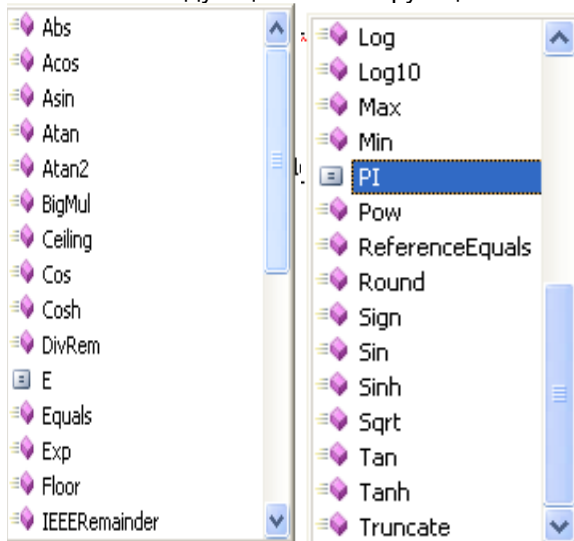 Abs
Acos
Asin
Atan
Atan2
BigMul
Ceiling
Cos
Cosh
DivRem
E
Equals
Exp
Floor
IEEERemainder
Log
Log10
Max
Min
PI
Pow
ReferenceEquals
Round
Sign
Sin
Sinh
Sqrt
Tan
Tanh
Truncate